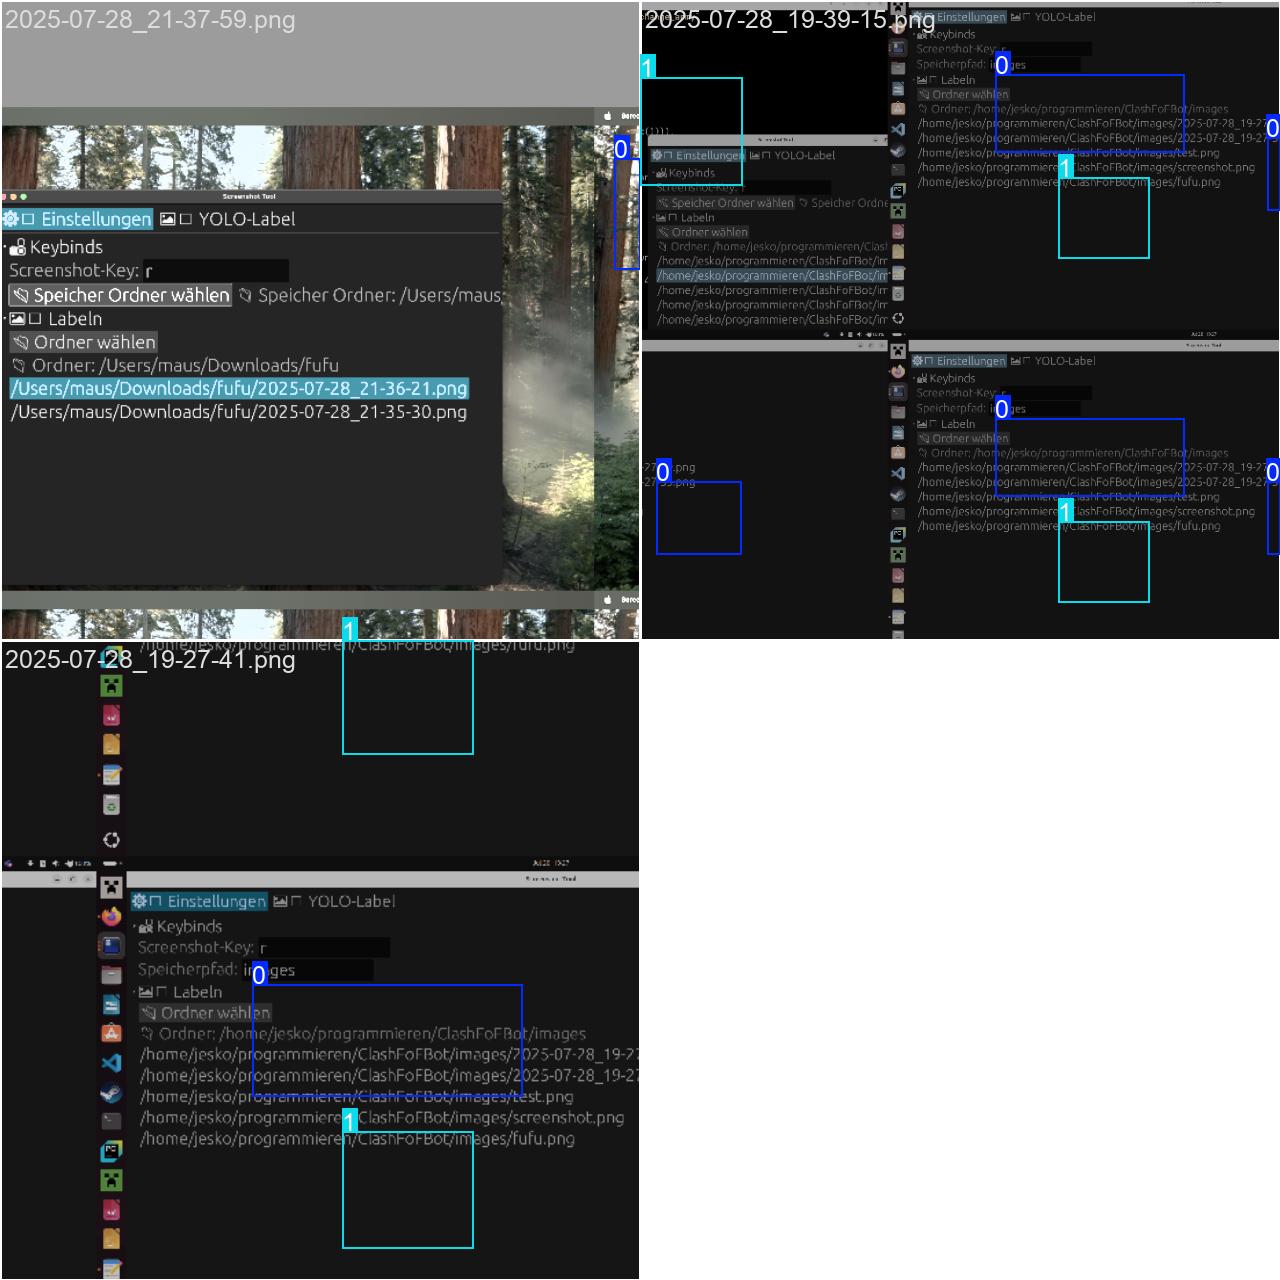 2025-07-28_21-37-59.png
0
Screenshot Tool
Einstellungen YOLO-Label
Keybinds
Screenshot-Key: r
Speicher Ordner wählen Speicher Ordner: /Users/maus
Labeln
Ordner wählen
Ordner: /Users/maus/Downloads/fufu
/Users/maus/Downloads/fufu/2025-07-28_21-36-21.png
/Users/maus/Downloads/fufu/2025-07-28_21-35-30.png
1
2025-07-28_19-39-15.png
1
Screenshot Tool
Einstellungen YOLO-Label
Keybinds
Screenshot-Key: r
Speicher Ordner wählen Speicher Ordne
Labeln
Ordner wählen
Ordner: /home/jesko/programmieren/Clash
/home/jesko/programmieren/ClashFoFBot/im
/home/jesko/programmieren/ClashFoFBot/im
/home/jesko/programmieren/ClashFoFBot/im
/home/jesko/programmieren/ClashFoFBot/im
/home/jesko/programmieren/ClashFoFBot/im
Einstellungen YOLO-Label
Keybinds
Screenshot-Key: r
Speicherpfad: images
0
Labeln
Ordner wählen
Ordner: /home/jesko/programmieren/ClashFoFBot/images
0
/home/jesko/programmieren/ClashFoFBot/images/2025-07-28_19-27
/home/jesko/programmieren/ClashFoFBot/images/2025-07-28_19-27
/home/jesko/programmieren/ClashFoFBot/images/test.png
/home/jesko/programmieren/ClashFoFBot/images/screenshot.png
1
/home/jesko/programmieren/ClashFoFBot/images/fufu.png
.png
.png
0
Einstellungen YOLO-Label
Keybinds
Screenshot-Key: r
Speicherpfad: images
0
Labeln
Ordner wählen
Ordner: /home/jesko/programmieren/ClashFoFBot/images
0
/home/jesko/programmieren/ClashFoFBot/images/2025-07-28_19-27
/home/jesko/programmieren/ClashFoFBot/images/2025-07-28_19-27
/home/jesko/programmieren/ClashFoFBot/images/test.png
/home/jesko/programmieren/ClashFoFBot/images/screenshot.png
1
/home/jesko/programmieren/ClashFoFBot/images/fufu.png
/home/jesko/programmieren/ClashFoFBot/images/fufu.png
2025-07-28_19-27-41.png
Screenshot Tool
Einstellungen YOLO-Label
Keybinds
Screenshot-Key: r
Speicherpfad: images
0
Labeln
Ordner wählen
Ordner: /home/jesko/programmieren/ClashFoFBot/images
/home/jesko/programmieren/ClashFoFBot/images/2025-07-28_19-27
/home/jesko/programmieren/ClashFoFBot/images/2025-07-28_19-27
/home/jesko/programmieren/ClashFoFBot/images/test.png
/home/jesko/programmieren/ClashFoFBot/images/screenshot.png
1
/home/jesko/programmieren/ClashFoFBot/images/fufu.png